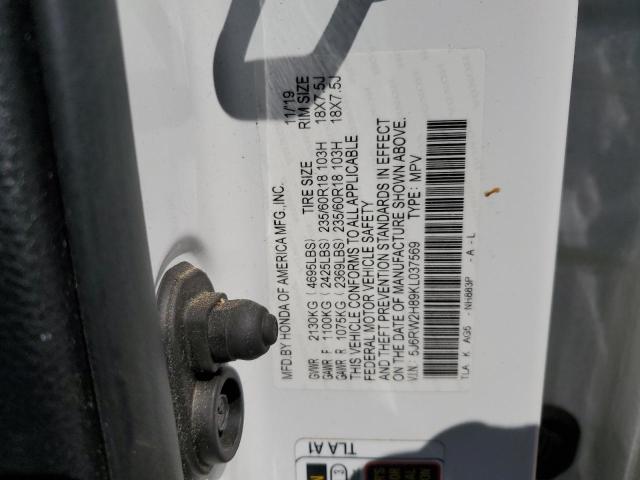 MFD.BY HONDA OF AMERICA MFG.,INC. 11/19
TIRE SIZE RIM SIZE
GVWR 2130KG (4695LBS)
GAWR F 1100KG (2425LBS) 235/60R18 103H 18X7.5J
GAWR R 1075KG (2369LBS) 235/60R18 103H 18X7.5J
THIS VEHICLE CONFORMS TO ALL APPLICABLE
FEDERAL MOTOR VEHICLE SAFETY
AND THEFT PREVENTION STANDARDS IN EFFECT
ON THE DATE OF MANUFACTURE SHOWN ABOVE.
V.I.N.: 5J6RW2H89KL037569 TYPE: MPV
TLA K AG5 - NH883P - A - L
TLA A1